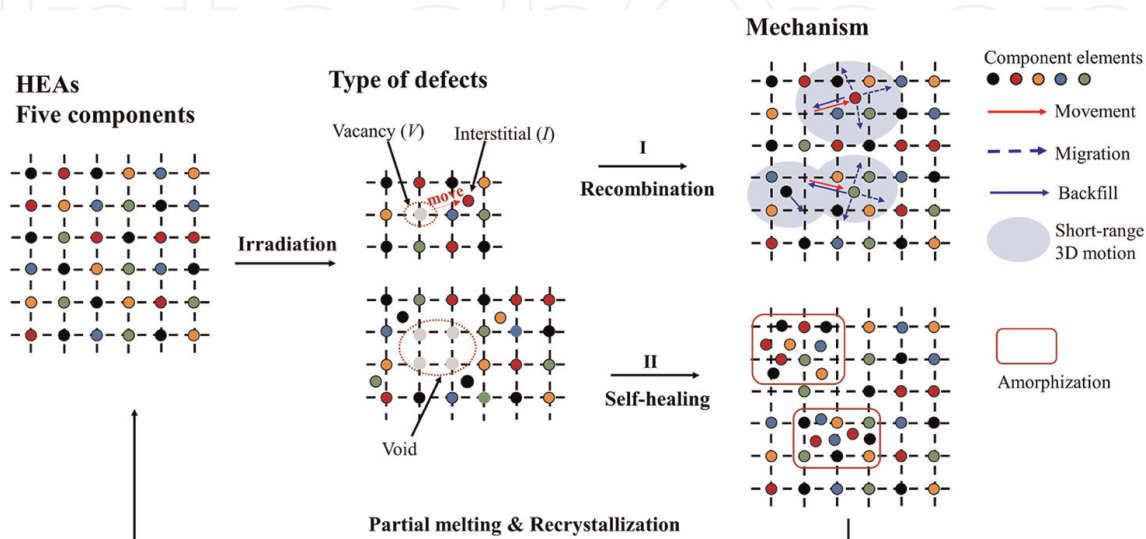 HEAs
Five components
Irradiation
Type of defects
Vacancy (V)
Interstitial (I)
move
Void
I
Recombination
II
Self-healing
Mechanism
Component elements
Movement
Migration
Backfill
Short-range
3D motion
Amorphization
Partial melting & Recrystallization